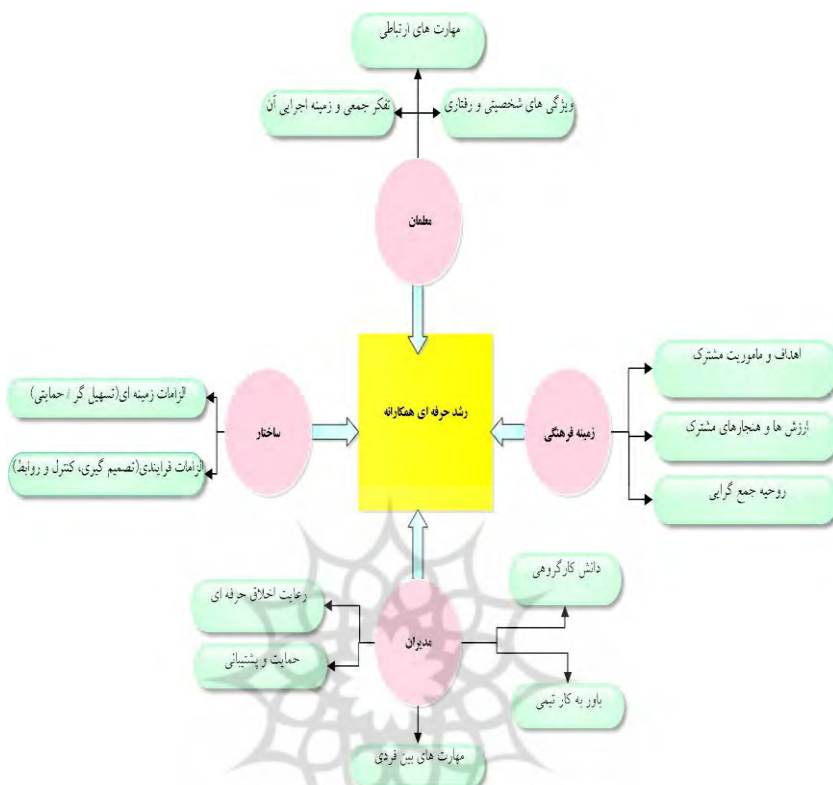 مهارت های ارتباطی
ویژگی های شخصیتی و رفتاری
تفکر جمعی و زمینه اجرایی آن
معلمان
اهداف و ماموریت مشترک
الزامات زمینه ای(تسهیل گر / حمایتی)
رشد حرفه ای همکارانه
زمینه فرهنگی
ساختار
ارزش ها و هنجارهای مشترک
الزامات فرایندی(تصمیم گیری، کنترل و روابط)
روحیه جمع گرایی
دانش کارگروهی
رعایت اخلاق حرفه ای
مدیران
حمایت و پشتیبانی
باور به کار تیمی
مهارت های بین فردی